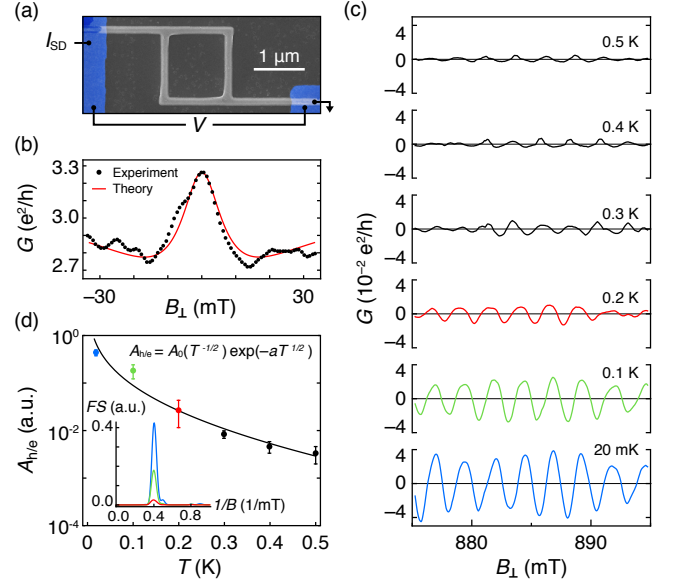 (a)
I_SD
1 μm
V
(b)
3.3
3.0
2.7
G (e²/h)
Experiment
Theory
−30
0
30
B⊥ (mT)
(c)
4
0
−4
0.5 K
4
0
−4
0.4 K
4
0
−4
0.3 K
4
0
−4
0.2 K
4
0
−4
0.1 K
4
0
−4
20 mK
G (10⁻² e²/h)
880
890
B⊥ (mT)
(d)
10⁰
10⁻²
10⁻⁴
A_h/e (a.u.)
A_h/e = A₀(T^-1/2) exp(−aT^1/2)
FS (a.u.)
0.4
0.0
0.0
0.4
0.8
1/B (1/mT)
0
0.1
0.2
0.3
0.4
0.5
T (K)